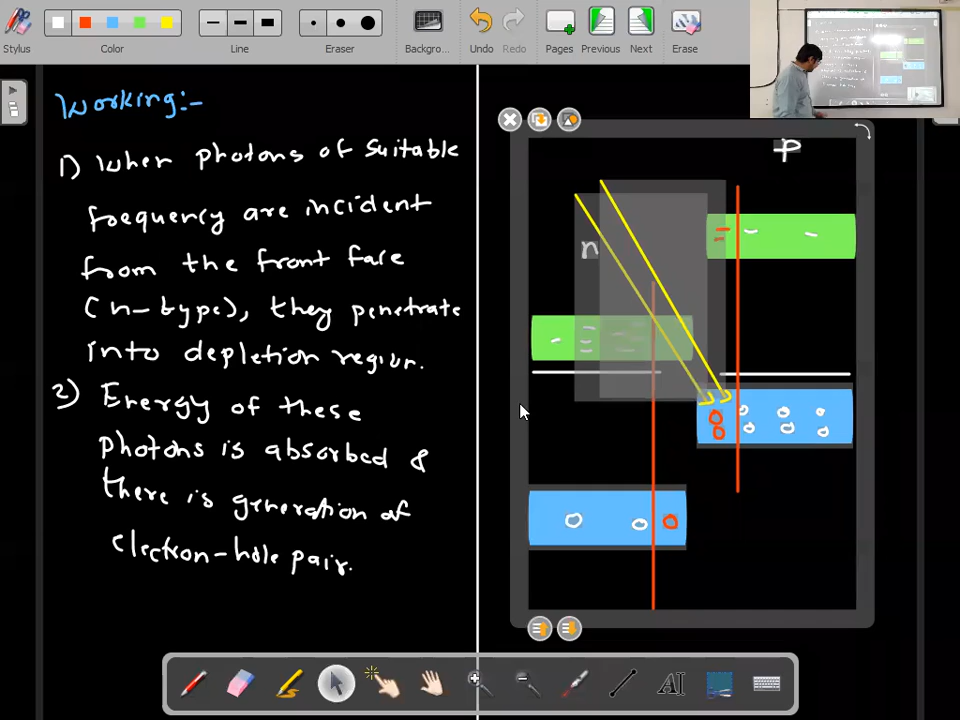 Stylus
Color
Line
Eraser
Backgro...
Undo
Redo
Pages
Previous
Next
Erase
Working:-
1) When photons of suitable
frequency are incident
from the front face
(n-type), they penetrate
into depletion region.
2) Energy of these
photons is absorbed &
there is generation of
electron-hole pair.
P
n